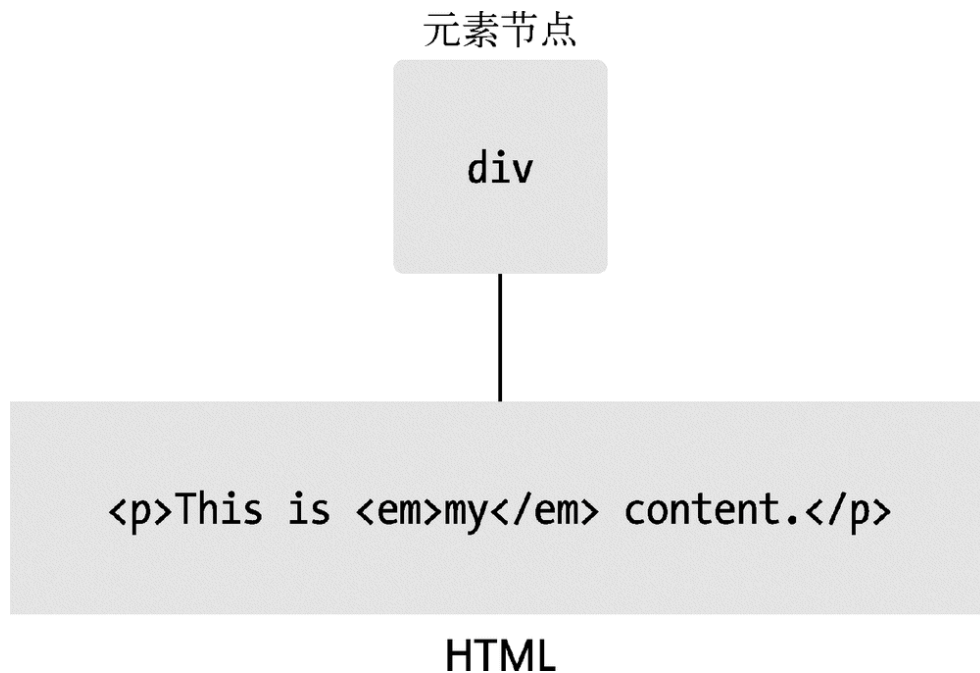 元素节点
div
<p>This is <em>my</em> content.</p>
HTML